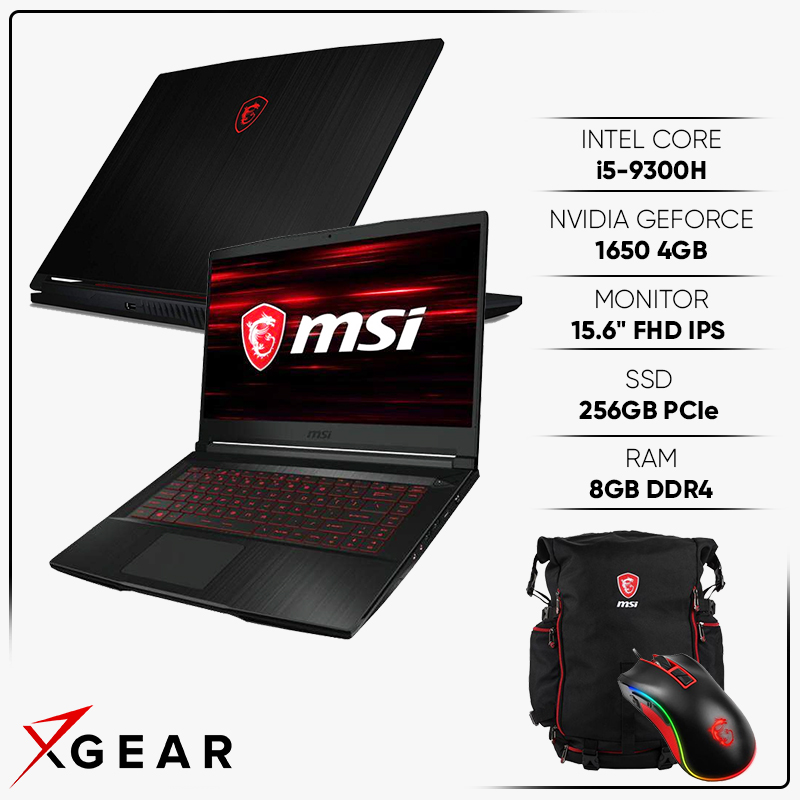 INTEL CORE
i5-9300H
NVIDIA GEFORCE
1650 4GB
MONITOR
15.6" FHD IPS
SSD
256GB PCIe
RAM
8GB DDR4
msi
msi
msi
XGEAR